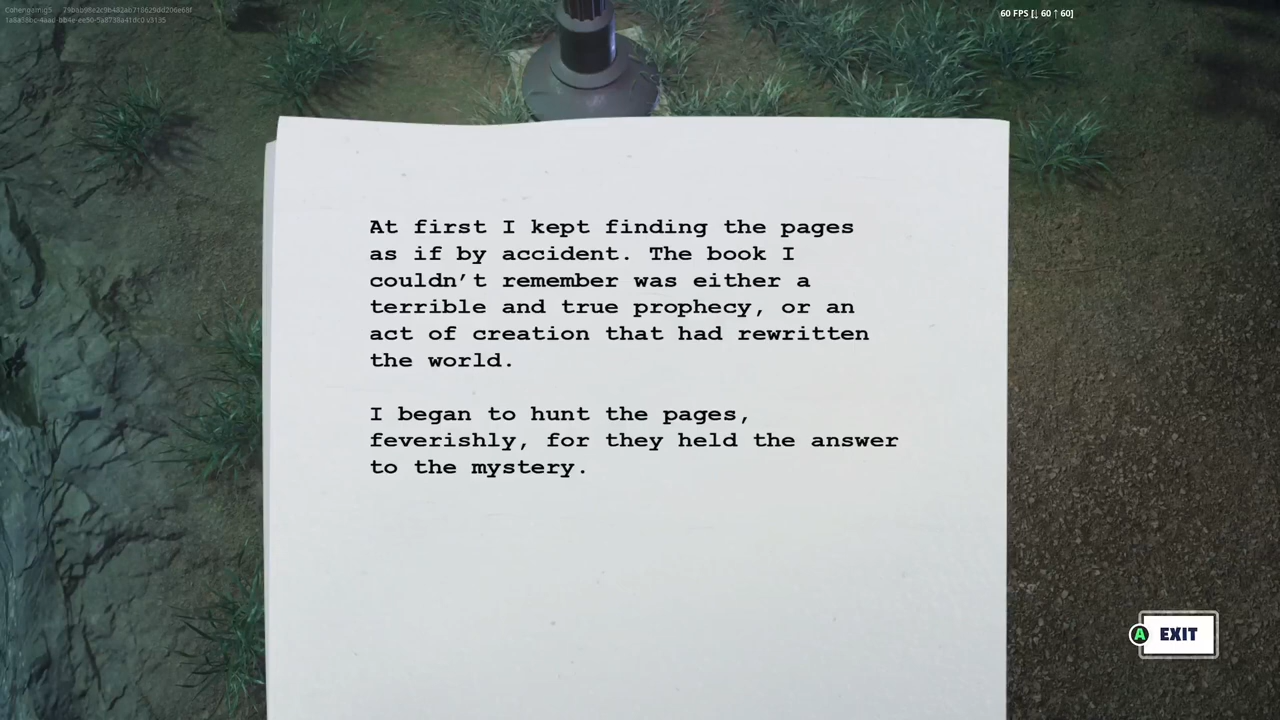 60 FPS [↓ 60 ↑ 60]
At first I kept finding the pages
as if by accident. The book I
couldn't remember was either a
terrible and true prophecy, or an
act of creation that had rewritten
the world.
I began to hunt the pages,
feverishly, for they held the answer
to the mystery.
A EXIT